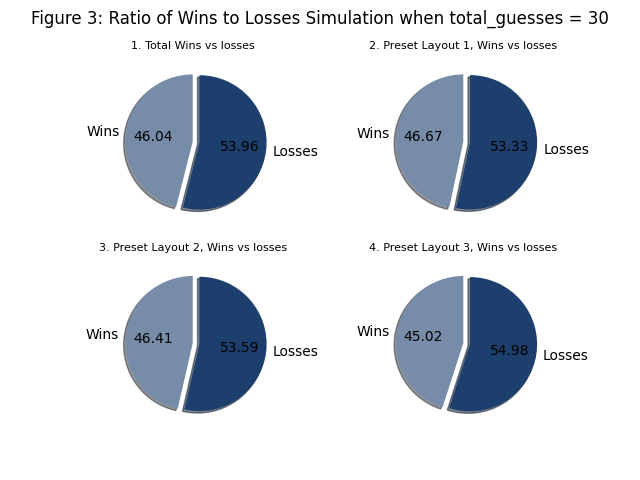 Figure 3: Ratio of Wins to Losses Simulation when total_guesses = 30
1. Total Wins vs losses
Wins
46.04
53.96
Losses
2. Preset Layout 1, Wins vs losses
Wins
46.67
53.33
Losses
3. Preset Layout 2, Wins vs losses
Wins
46.41
53.59
Losses
4. Preset Layout 3, Wins vs losses
Wins
45.02
54.98
Losses